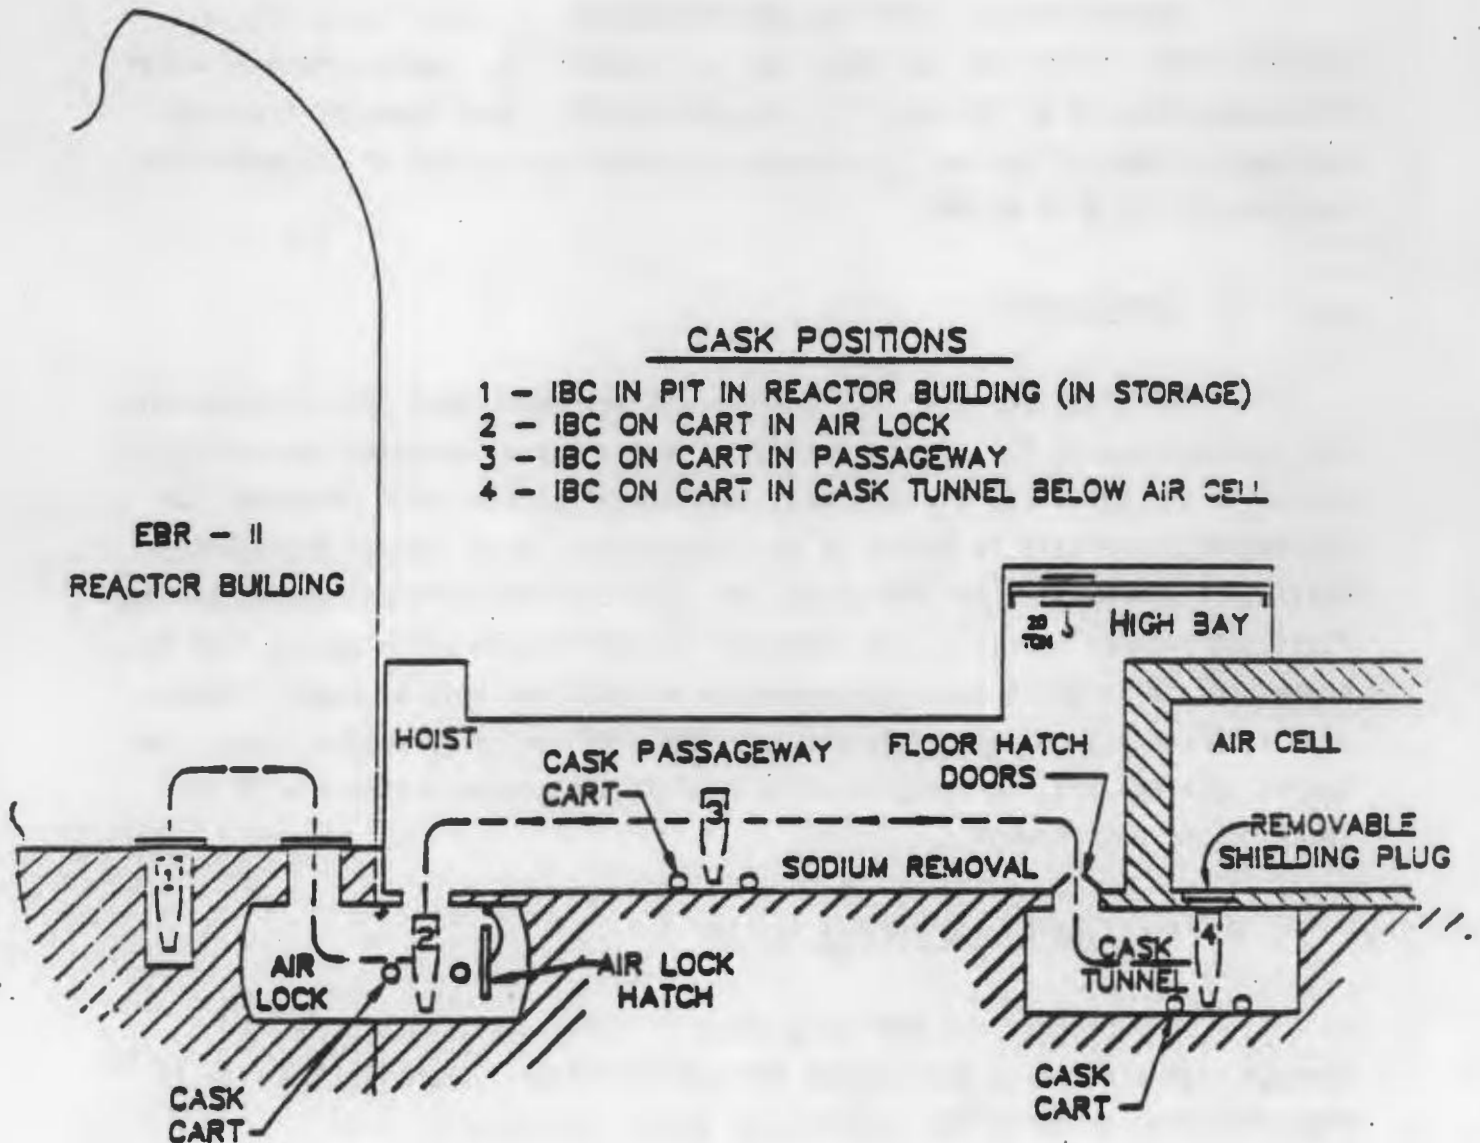 CASK POSITIONS
1 - IBC IN PIT IN REACTOR BUILDING (IN STORAGE)
2 - IBC ON CART IN AIR LOCK
3 - IBC ON CART IN PASSAGEWAY
4 - IBC ON CART IN CASK TUNNEL BELOW AIR CELL
EBR - II
REACTOR BUILDING
20
TON
HIGH BAY
HOIST
PASSAGEWAY
CASK
CART
FLOOR HATCH
DOORS
AIR CELL
3
SODIUM REMOVAL
REMOVABLE
SHIELDING PLUG
1
2
4
AIR
LOCK
AIR LOCK
HATCH
CASK
TUNNEL
CASK
CART
CASK
CART